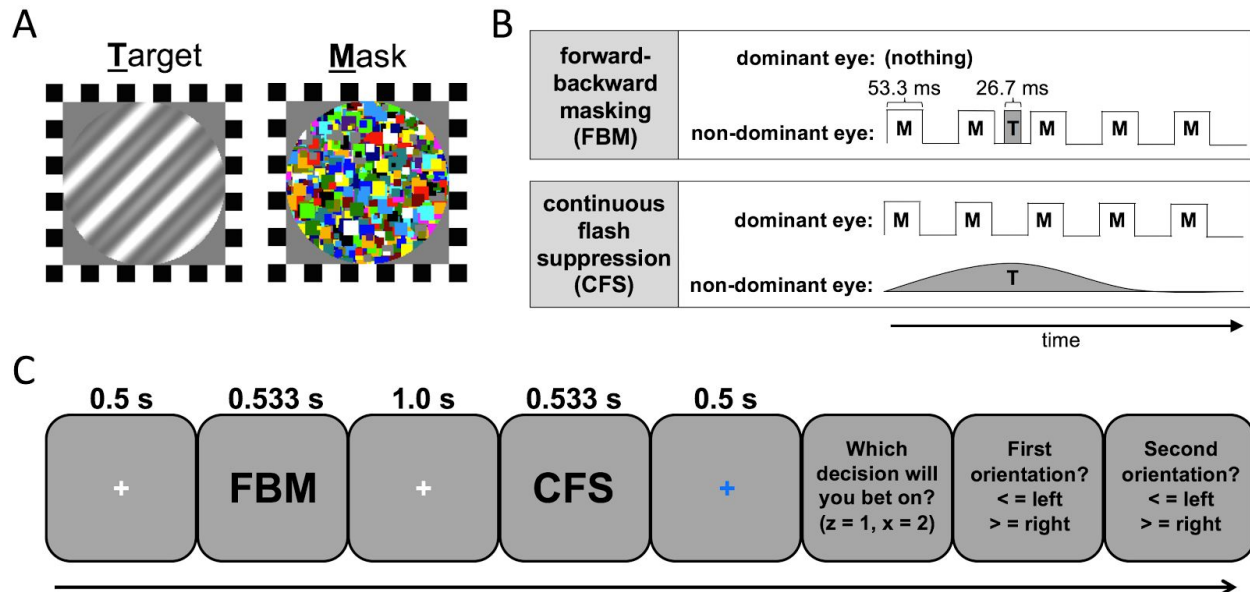 A
Target
Mask
B
forward-
backward
masking
(FBM)
dominant eye: (nothing)
53.3 ms
26.7 ms
non-dominant eye:
M
M
T
M
M
M
continuous
flash
suppression
(CFS)
dominant eye:
M
M
M
M
M
non-dominant eye:
T
time
C
0.5 s
0.533 s
1.0 s
0.533 s
0.5 s
+
FBM
+
CFS
+
Which
decision will
you bet on?
(z = 1, x = 2)
First
orientation?
< = left
> = right
Second
orientation?
< = left
> = right